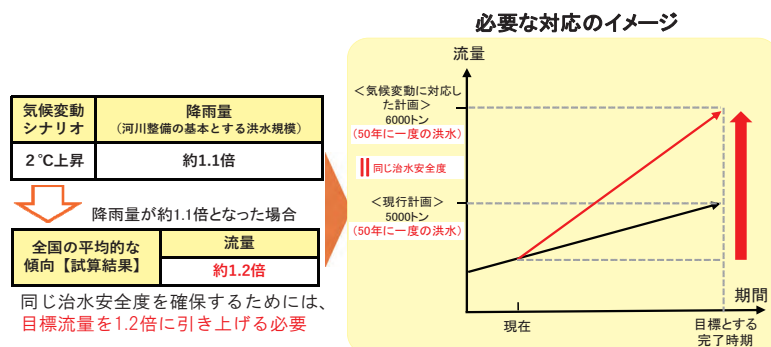 必要な対応のイメージ
気候変動
シナリオ
降雨量
（河川整備の基本とする洪水規模）
２℃上昇
約1.1倍
降雨量が約1.1倍となった場合
全国の平均的な
傾向【試算結果】
流量
約1.2倍
同じ治水安全度を確保するためには、
目標流量を1.2倍に引き上げる必要
流量
＜気候変動に対応し
た計画＞
6000トン
（50年に一度の洪水）
同じ治水安全度
＜現行計画＞
5000トン
（50年に一度の洪水）
期間
現在
目標とする
完了時期